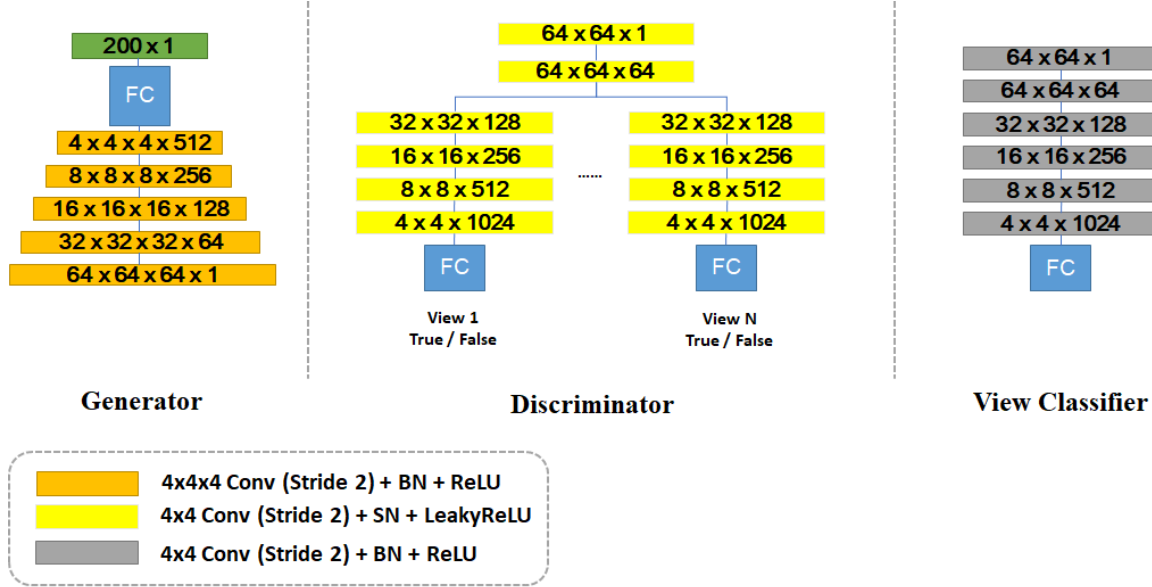 200 x 1
FC
4 x 4 x 4 x 512
8 x 8 x 8 x 256
16 x 16 x 16 x 128
32 x 32 x 32 x 64
64 x 64 x 64 x 1
Generator
64 x 64 x 1
64 x 64 x 64
32 x 32 x 128
16 x 16 x 256
8 x 8 x 512
4 x 4 x 1024
FC
View 1
True / False
......
32 x 32 x 128
16 x 16 x 256
8 x 8 x 512
4 x 4 x 1024
FC
View N
True / False
Discriminator
64 x 64 x 1
64 x 64 x 64
32 x 32 x 128
16 x 16 x 256
8 x 8 x 512
4 x 4 x 1024
FC
View Classifier
4x4x4 Conv (Stride 2) + BN + ReLU
4x4 Conv (Stride 2) + SN + LeakyReLU
4x4 Conv (Stride 2) + BN + ReLU